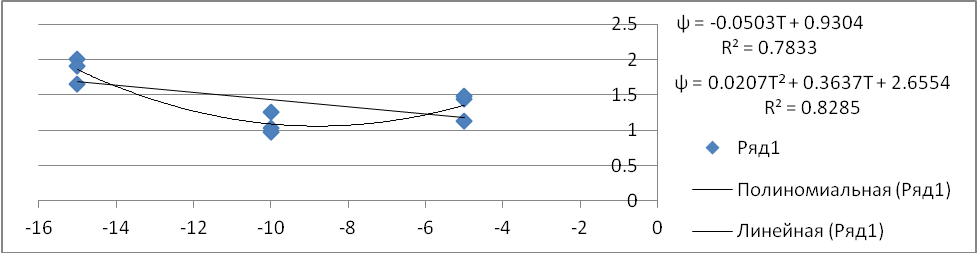 2.5
2
1.5
1
0.5
0
-16 -14 -12 -10 -8 -6 -4 -2 0
ψ = -0.0503T + 0.9304
R² = 0.7833
ψ = 0.0207T² + 0.3637T + 2.6554
R² = 0.8285
Ряд1
Полиномиальная (Ряд1)
Линейная (Ряд1)